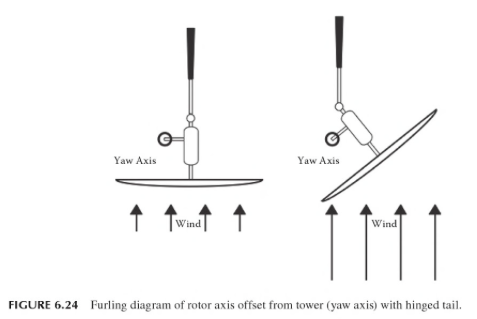 Yaw Axis
Yaw Axis
Wind
Wind
FIGURE 6.24 Furling diagram of rotor axis offset from tower (yaw axis) with hinged tail.